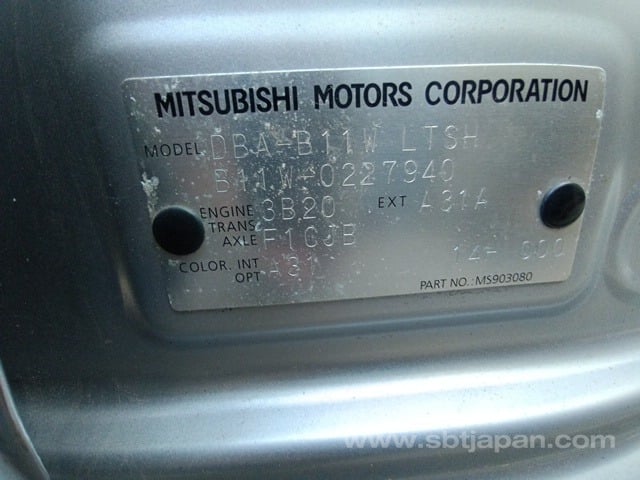 MITSUBISHI MOTORS CORPORATION
MODEL DBA-B11W LTSH
B11W-0227940
ENGINE 3B20 EXT A31A
TRANS AXLE F1CJB
COLOR. INT OPT A31 14- 000
PART NO.:MS903080
www.sbtjapan.com